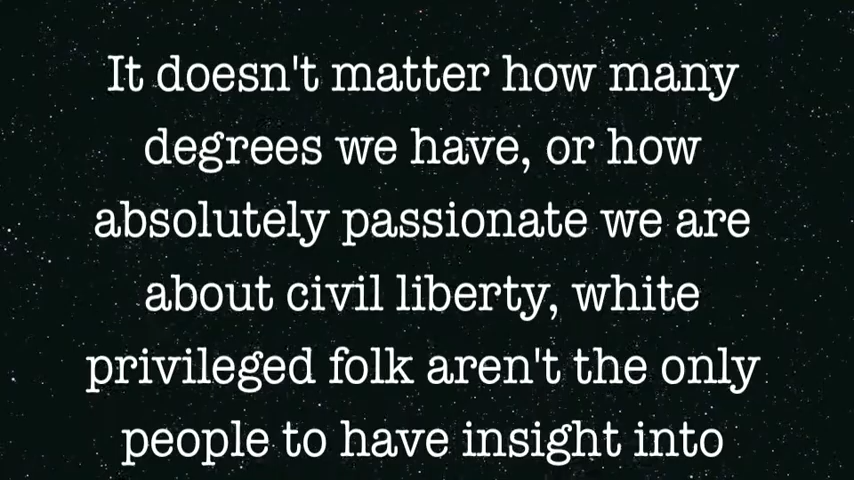 It doesn't matter how many
degrees we have, or how
absolutely passionate we are
about civil liberty, white
privileged folk aren't the only
people to have insight into